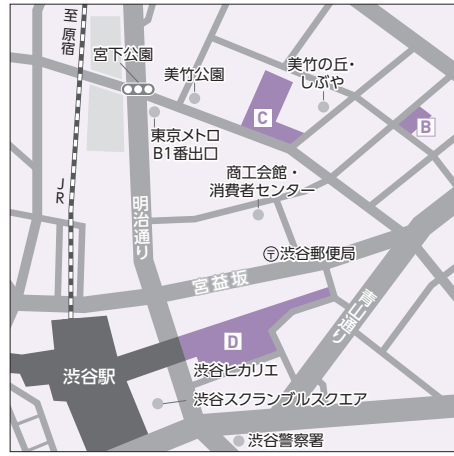 至 原宿
宮下公園
美竹公園
美竹の丘・
しぶや
C
B
東京メトロ
B1番出口
商工会館・
消費者センター
JR
明治通り
〒渋谷郵便局
宮益坂
青山通り
D
渋谷駅
渋谷ヒカリエ
渋谷スクランブルスクエア
渋谷警察署